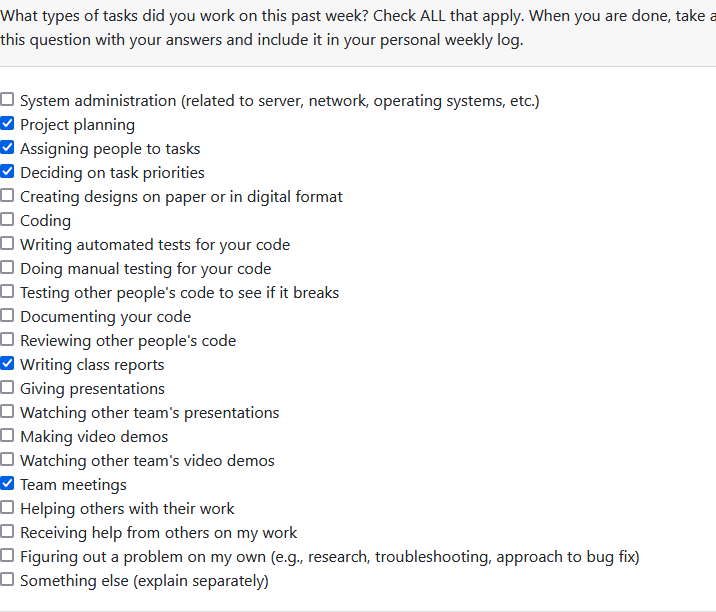 What types of tasks did you work on this past week? Check ALL that apply. When you are done, take a
this question with your answers and include it in your personal weekly log.
System administration (related to server, network, operating systems, etc.)
Project planning
Assigning people to tasks
Deciding on task priorities
Creating designs on paper or in digital format
Coding
Writing automated tests for your code
Doing manual testing for your code
Testing other people's code to see if it breaks
Documenting your code
Reviewing other people's code
Writing class reports
Giving presentations
Watching other team's presentations
Making video demos
Watching other team's video demos
Team meetings
Helping others with their work
Receiving help from others on my work
Figuring out a problem on my own (e.g., research, troubleshooting, approach to bug fix)
Something else (explain separately)